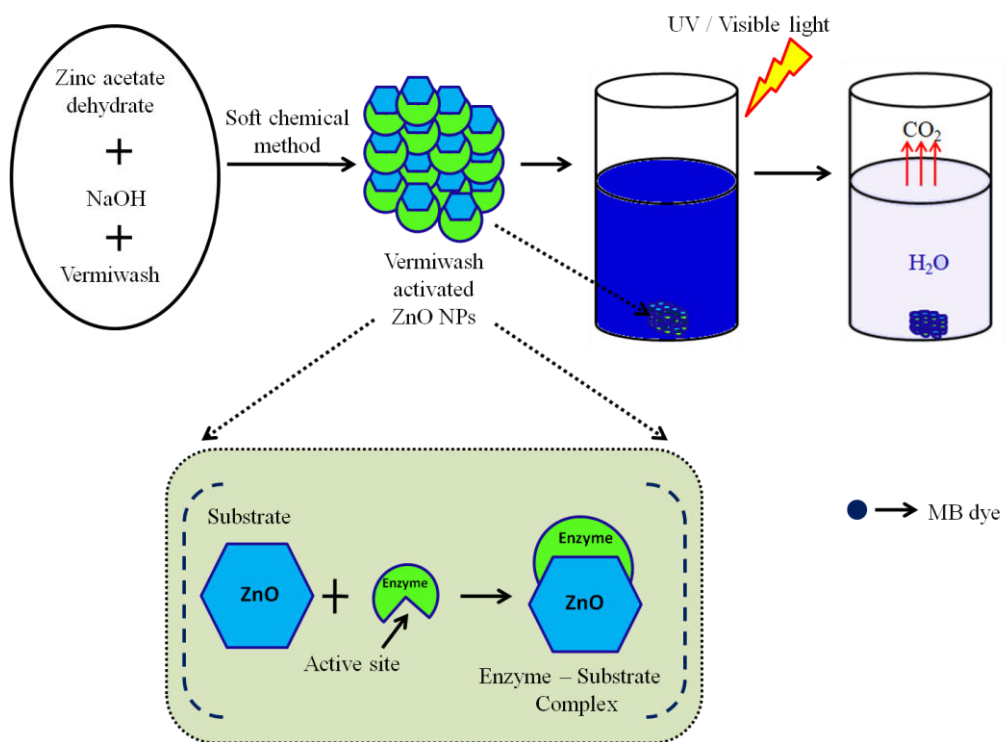 UV / Visible light
Zinc acetate
dehydrate
+
NaOH
+
Vermiwash
Soft chemical
method
Vermiwash
activated
ZnO NPs
CO2
H2O
Substrate
ZnO
+
Enzyme
Active site
Enzyme
ZnO
Enzyme – Substrate
Complex
MB dye